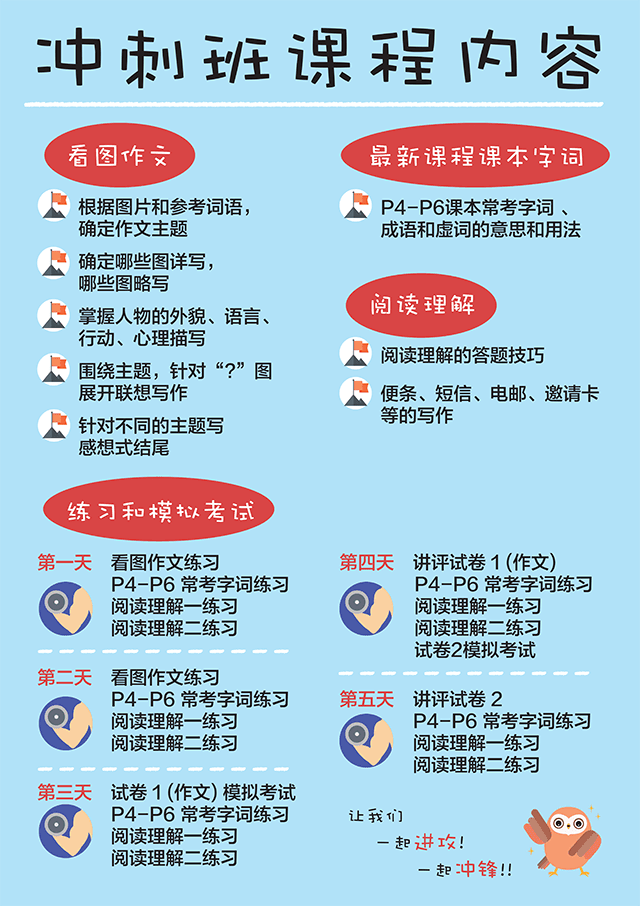 冲刺班课程内容
看图作文
根据图片和参考词语，
确定作文主题
确定哪些图详写，
哪些图略写
掌握人物的外貌、语言、
行动、心理描写
围绕主题，针对“?”图
展开联想写作
针对不同的主题写
感想式结尾
最新课程课本字词
P4-P6课本常考字词 、
成语和虚词的意思和用法
阅读理解
阅读理解的答题技巧
便条、短信、电邮、邀请卡
等的写作
练习和模拟考试
第一天 看图作文练习
P4-P6 常考字词练习
阅读理解一练习
阅读理解二练习
第二天 看图作文练习
P4-P6 常考字词练习
阅读理解一练习
阅读理解二练习
第三天 试卷 1 (作文) 模拟考试
P4-P6 常考字词练习
阅读理解一练习
阅读理解二练习
第四天 讲评试卷 1 (作文)
P4-P6 常考字词练习
阅读理解一练习
阅读理解二练习
试卷2模拟考试
第五天 讲评试卷 2
P4-P6 常考字词练习
阅读理解一练习
阅读理解二练习
让我们
一起进攻!
一起冲锋!!